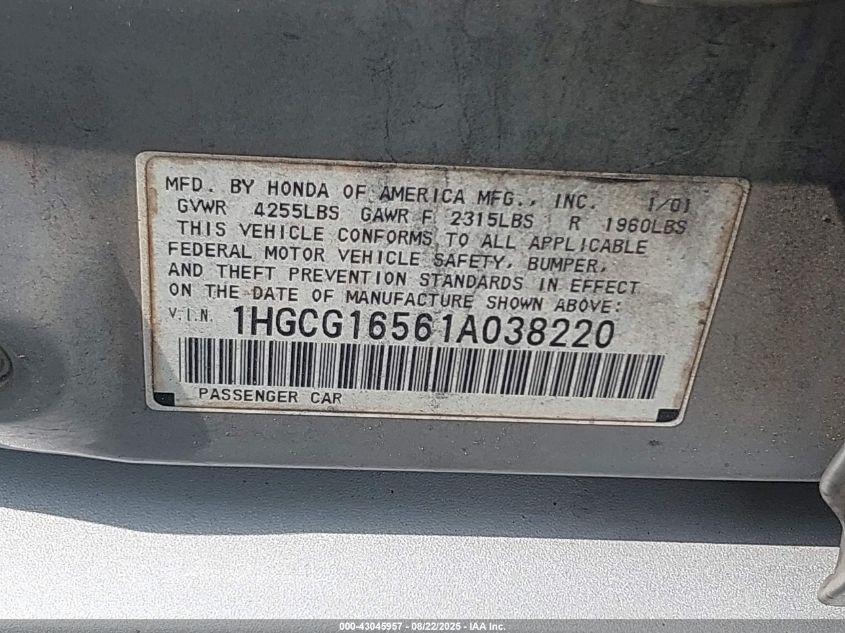 MFD. BY HONDA OF AMERICA MFG., INC. 1/01
GVWR 4255LBS GAWR F 2315LBS R 1960LBS
THIS VEHICLE CONFORMS TO ALL APPLICABLE
FEDERAL MOTOR VEHICLE SAFETY, BUMPER,
AND THEFT PREVENTION STANDARDS IN EFFECT
ON THE DATE OF MANUFACTURE SHOWN ABOVE:
V.I.N. 1HGCG16561A038220
PASSENGER CAR
000-43045957 - 08/22/2025 - IAA Inc.